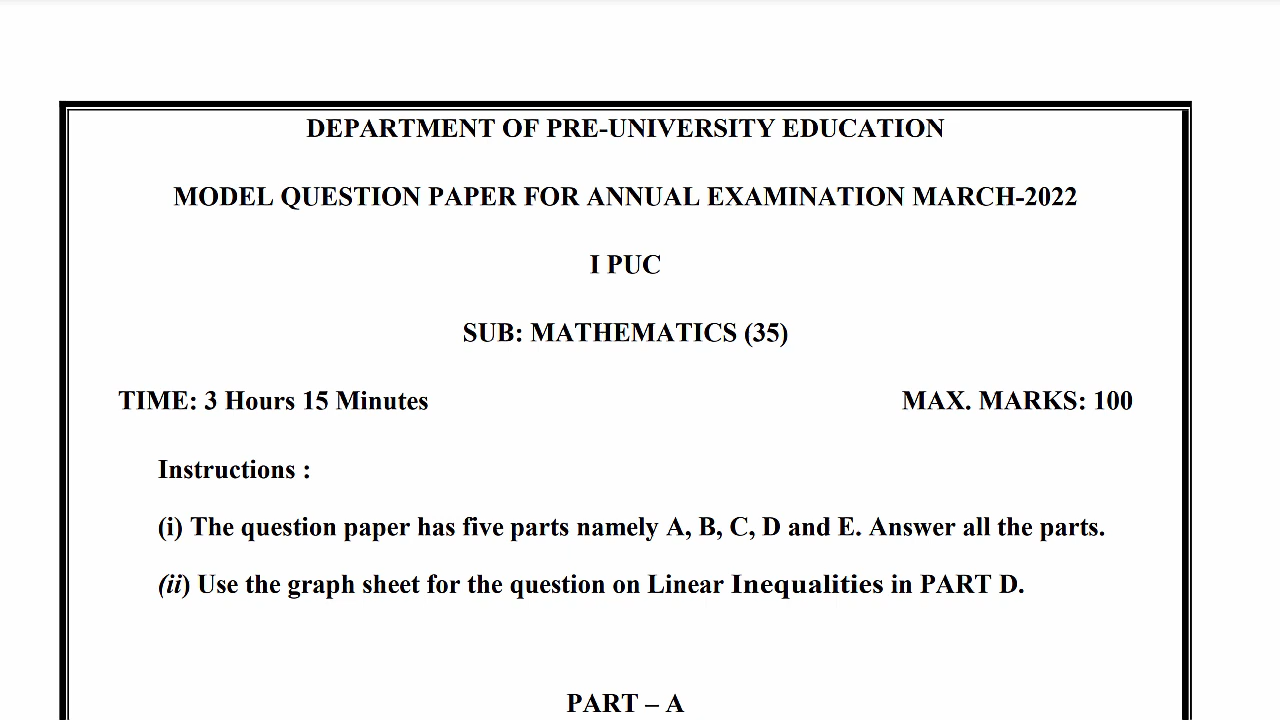 DEPARTMENT OF PRE-UNIVERSITY EDUCATION
MODEL QUESTION PAPER FOR ANNUAL EXAMINATION MARCH-2022
I PUC
SUB: MATHEMATICS (35)
TIME: 3 Hours 15 Minutes MAX. MARKS: 100
Instructions :
(i) The question paper has five parts namely A, B, C, D and E. Answer all the parts.
(ii) Use the graph sheet for the question on Linear Inequalities in PART D.
PART – A